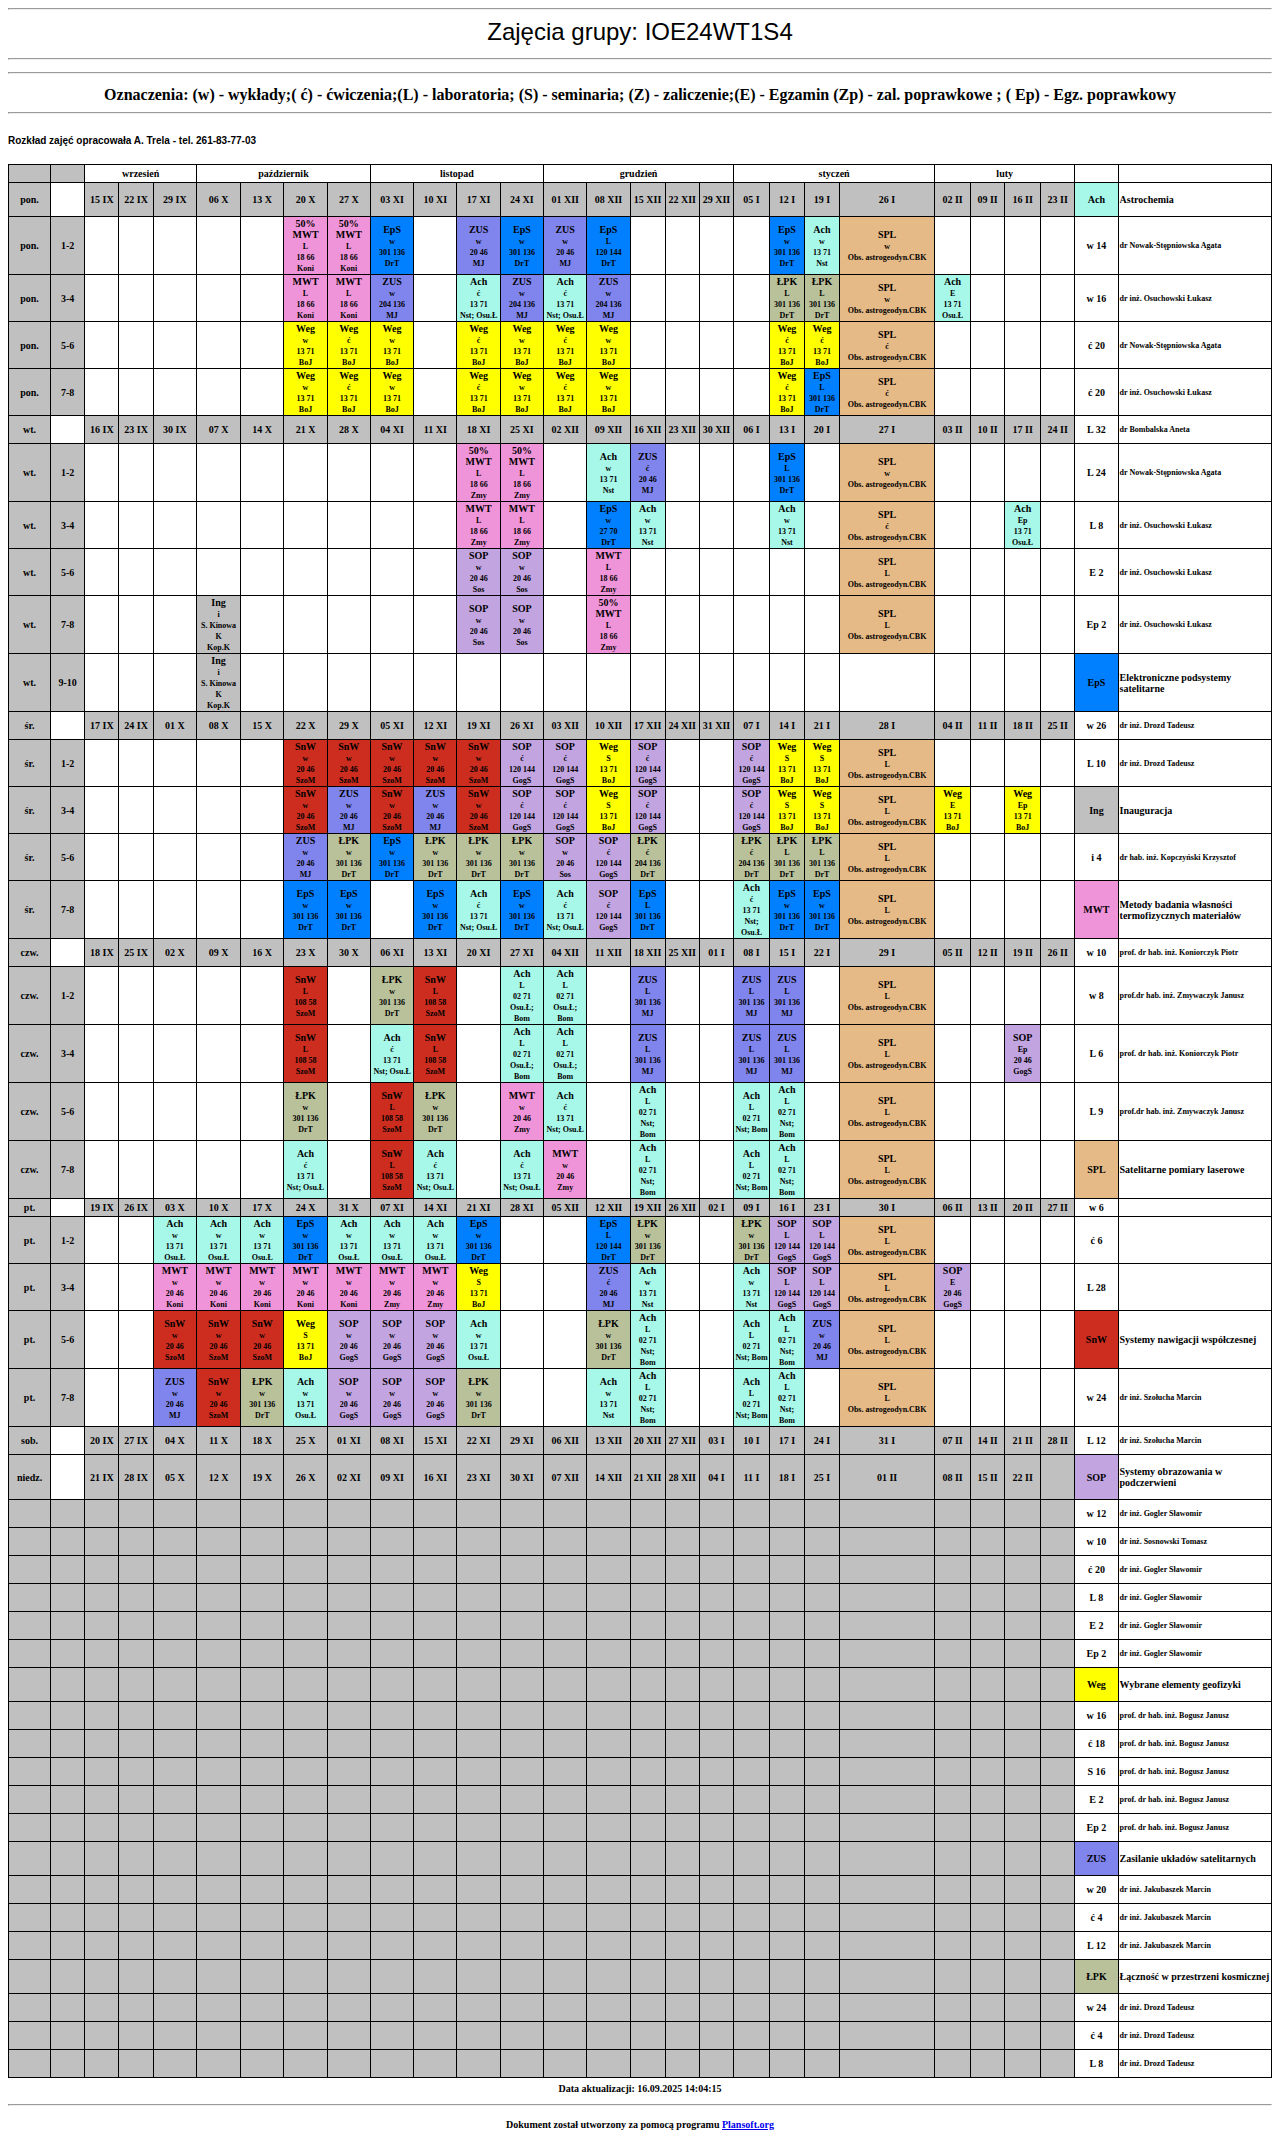 Zajęcia grupy: IOE24WT1S4
Oznaczenia: (w) - wykłady;( ć) - ćwiczenia;(L) - laboratoria; (S) - seminaria; (Z) - zaliczenie;(E) - Egzamin (Zp) - zal. poprawkowe ; ( Ep) - Egz. poprawkowy
Rozkład zajęć opracowała A. Trela - tel. 261-83-77-03
wrzesień październik listopad grudzień styczeń luty
pon. 15 IX 22 IX 29 IX 06 X 13 X 20 X 27 X 03 XI 10 XI 17 XI 24 XI 01 XII 08 XII 15 XII 22 XII 29 XII 05 I 12 I 19 I 26 I 02 II 09 II 16 II 23 II Ach Astrochemia
pon. 1-2 50% MWT L 18 66 Koni 50% MWT L 18 66 Koni EpS w 301 136 DrT ZUS w 20 46 MJ EpS w 301 136 DrT ZUS w 20 46 MJ EpS L 120 144 DrT EpS w 301 136 DrT Ach w 13 71 Nst SPL w Obs. astrogeodyn.CBK w 14 dr Nowak-Stępniowska Agata
pon. 3-4 MWT L 18 66 Koni MWT L 18 66 Koni ZUS w 204 136 MJ Ach ć 13 71 Nst; Osu.Ł ZUS w 204 136 MJ Ach ć 13 71 Nst; Osu.Ł ZUS w 204 136 MJ ŁPK L 301 136 DrT ŁPK L 301 136 DrT SPL w Obs. astrogeodyn.CBK Ach E 13 71 Osu.Ł w 16 dr inż. Osuchowski Łukasz
pon. 5-6 Weg w 13 71 BoJ Weg ć 13 71 BoJ Weg w 13 71 BoJ Weg ć 13 71 BoJ Weg w 13 71 BoJ Weg ć 13 71 BoJ Weg w 13 71 BoJ Weg ć 13 71 BoJ Weg ć 13 71 BoJ SPL ć Obs. astrogeodyn.CBK ć 20 dr Nowak-Stępniowska Agata
pon. 7-8 Weg w 13 71 BoJ Weg ć 13 71 BoJ Weg w 13 71 BoJ Weg ć 13 71 BoJ Weg w 13 71 BoJ Weg ć 13 71 BoJ Weg w 13 71 BoJ Weg ć 13 71 BoJ EpS L 301 136 DrT SPL ć Obs. astrogeodyn.CBK ć 20 dr inż. Osuchowski Łukasz
wt. 16 IX 23 IX 30 IX 07 X 14 X 21 X 28 X 04 XI 11 XI 18 XI 25 XI 02 XII 09 XII 16 XII 23 XII 30 XII 06 I 13 I 20 I 27 I 03 II 10 II 17 II 24 II L 32 dr Bombalska Aneta
wt. 1-2 50% MWT L 18 66 Zmy 50% MWT L 18 66 Zmy Ach w 13 71 Nst ZUS ć 20 46 MJ EpS L 301 136 DrT SPL w Obs. astrogeodyn.CBK L 24 dr Nowak-Stępniowska Agata
wt. 3-4 MWT L 18 66 Zmy MWT L 18 66 Zmy EpS w 27 70 DrT Ach w 13 71 Nst Ach w 13 71 Nst SPL ć Obs. astrogeodyn.CBK Ach Ep 13 71 Osu.Ł L 8 dr inż. Osuchowski Łukasz
wt. 5-6 SOP w 20 46 Sos SOP w 20 46 Sos MWT L 18 66 Zmy SPL L Obs. astrogeodyn.CBK E 2 dr inż. Osuchowski Łukasz
wt. 7-8 Ing i S. Kinowa K Kop.K SOP w 20 46 Sos SOP w 20 46 Sos 50% MWT L 18 66 Zmy SPL L Obs. astrogeodyn.CBK Ep 2 dr inż. Osuchowski Łukasz
wt. 9-10 Ing i S. Kinowa K Kop.K EpS Elektroniczne podsystemy satelitarne
śr. 17 IX 24 IX 01 X 08 X 15 X 22 X 29 X 05 XI 12 XI 19 XI 26 XI 03 XII 10 XII 17 XII 24 XII 31 XII 07 I 14 I 21 I 28 I 04 II 11 II 18 II 25 II w 26 dr inż. Drozd Tadeusz
śr. 1-2 SnW w 20 46 SzoM SnW w 20 46 SzoM SnW w 20 46 SzoM SnW w 20 46 SzoM SnW w 20 46 SzoM SOP ć 120 144 GogS SOP ć 120 144 GogS Weg S 13 71 BoJ SOP ć 120 144 GogS SOP ć 120 144 GogS Weg S 13 71 BoJ Weg S 13 71 BoJ SPL L Obs. astrogeodyn.CBK L 10 dr inż. Drozd Tadeusz
śr. 3-4 SnW w 20 46 SzoM ZUS w 20 46 MJ SnW w 20 46 SzoM ZUS w 20 46 MJ SnW w 20 46 SzoM SOP ć 120 144 GogS SOP ć 120 144 GogS Weg S 13 71 BoJ SOP ć 120 144 GogS SOP ć 120 144 GogS Weg S 13 71 BoJ Weg S 13 71 BoJ SPL L Obs. astrogeodyn.CBK Weg E 13 71 BoJ Weg Ep 13 71 BoJ Ing Inauguracja
śr. 5-6 ZUS w 20 46 MJ ŁPK w 301 136 DrT EpS w 301 136 DrT ŁPK w 301 136 DrT ŁPK w 301 136 DrT ŁPK w 301 136 DrT SOP w 20 46 Sos SOP ć 120 144 GogS ŁPK ć 204 136 DrT ŁPK ć 204 136 DrT ŁPK L 301 136 DrT ŁPK L 301 136 DrT SPL L Obs. astrogeodyn.CBK i 4 dr hab. inż. Kopczyński Krzysztof
śr. 7-8 EpS w 301 136 DrT EpS w 301 136 DrT EpS w 301 136 DrT Ach ć 13 71 Nst; Osu.Ł EpS w 301 136 DrT Ach ć 13 71 Nst; Osu.Ł SOP ć 120 144 GogS EpS L 301 136 DrT Ach ć 13 71 Nst; Osu.Ł EpS w 301 136 DrT EpS w 301 136 DrT SPL L Obs. astrogeodyn.CBK MWT Metody badania własności termofizycznych materiałów
czw. 18 IX 25 IX 02 X 09 X 16 X 23 X 30 X 06 XI 13 XI 20 XI 27 XI 04 XII 11 XII 18 XII 25 XII 01 I 08 I 15 I 22 I 29 I 05 II 12 II 19 II 26 II w 10 prof. dr hab. inż. Koniorczyk Piotr
czw. 1-2 SnW L 108 58 SzoM ŁPK w 301 136 DrT SnW L 108 58 SzoM Ach L 02 71 Osu.Ł; Bom Ach L 02 71 Osu.Ł; Bom ZUS L 301 136 MJ ZUS L 301 136 MJ ZUS L 301 136 MJ SPL L Obs. astrogeodyn.CBK w 8 prof.dr hab. inż. Zmywaczyk Janusz
czw. 3-4 SnW L 108 58 SzoM Ach ć 13 71 Nst; Osu.Ł SnW L 108 58 SzoM Ach L 02 71 Osu.Ł; Bom Ach L 02 71 Osu.Ł; Bom ZUS L 301 136 MJ ZUS L 301 136 MJ ZUS L 301 136 MJ SPL L Obs. astrogeodyn.CBK SOP Ep 20 46 GogS L 6 prof. dr hab. inż. Koniorczyk Piotr
czw. 5-6 ŁPK w 301 136 DrT SnW L 108 58 SzoM ŁPK w 301 136 DrT MWT w 20 46 Zmy Ach ć 13 71 Nst; Osu.Ł Ach L 02 71 Nst; Bom Ach L 02 71 Nst; Bom Ach L 02 71 Nst; Bom SPL L Obs. astrogeodyn.CBK L 9 prof.dr hab. inż. Zmywaczyk Janusz
czw. 7-8 Ach ć 13 71 Nst; Osu.Ł SnW L 108 58 SzoM Ach ć 13 71 Nst; Osu.Ł Ach ć 13 71 Nst; Osu.Ł MWT w 20 46 Zmy Ach L 02 71 Nst; Bom Ach L 02 71 Nst; Bom Ach L 02 71 Nst; Bom SPL L Obs. astrogeodyn.CBK SPL Satelitarne pomiary laserowe
pt. 19 IX 26 IX 03 X 10 X 17 X 24 X 31 X 07 XI 14 XI 21 XI 28 XI 05 XII 12 XII 19 XII 26 XII 02 I 09 I 16 I 23 I 30 I 06 II 13 II 20 II 27 II w 6
pt. 1-2 Ach w 13 71 Osu.Ł Ach w 13 71 Osu.Ł Ach w 13 71 Osu.Ł EpS w 301 136 DrT Ach w 13 71 Osu.Ł Ach w 13 71 Osu.Ł Ach w 13 71 Osu.Ł EpS w 301 136 DrT EpS L 120 144 DrT ŁPK w 301 136 DrT ŁPK w 301 136 DrT SOP L 120 144 GogS SOP L 120 144 GogS SPL L Obs. astrogeodyn.CBK ć 6
pt. 3-4 MWT w 20 46 Koni MWT w 20 46 Koni MWT w 20 46 Koni MWT w 20 46 Koni MWT w 20 46 Koni MWT w 20 46 Zmy MWT w 20 46 Zmy Weg S 13 71 BoJ ZUS ć 20 46 MJ Ach w 13 71 Nst Ach w 13 71 Nst SOP L 120 144 GogS SOP L 120 144 GogS SPL L Obs. astrogeodyn.CBK SOP E 20 46 GogS L 28
pt. 5-6 SnW w 20 46 SzoM SnW w 20 46 SzoM SnW w 20 46 SzoM Weg S 13 71 BoJ SOP w 20 46 GogS SOP w 20 46 GogS SOP w 20 46 GogS Ach w 13 71 Osu.Ł ŁPK w 301 136 DrT Ach L 02 71 Nst; Bom Ach L 02 71 Nst; Bom Ach L 02 71 Nst; Bom ZUS w 20 46 MJ SPL L Obs. astrogeodyn.CBK SnW Systemy nawigacji współczesnej
pt. 7-8 ZUS w 20 46 MJ SnW w 20 46 SzoM ŁPK w 301 136 DrT Ach w 13 71 Osu.Ł SOP w 20 46 GogS SOP w 20 46 GogS SOP w 20 46 GogS ŁPK w 301 136 DrT Ach w 13 71 Nst Ach L 02 71 Nst; Bom Ach L 02 71 Nst; Bom Ach L 02 71 Nst; Bom SPL L Obs. astrogeodyn.CBK w 24 dr inż. Szołucha Marcin
sob. 20 IX 27 IX 04 X 11 X 18 X 25 X 01 XI 08 XI 15 XI 22 XI 29 XI 06 XII 13 XII 20 XII 27 XII 03 I 10 I 17 I 24 I 31 I 07 II 14 II 21 II 28 II L 12 dr inż. Szołucha Marcin
niedz. 21 IX 28 IX 05 X 12 X 19 X 26 X 02 XI 09 XI 16 XI 23 XI 30 XI 07 XII 14 XII 21 XII 28 XII 04 I 11 I 18 I 25 I 01 II 08 II 15 II 22 II SOP Systemy obrazowania w podczerwieni
w 12 dr inż. Gogler Sławomir
w 10 dr inż. Sosnowski Tomasz
ć 20 dr inż. Gogler Sławomir
L 8 dr inż. Gogler Sławomir
E 2 dr inż. Gogler Sławomir
Ep 2 dr inż. Gogler Sławomir
Weg Wybrane elementy geofizyki
w 16 prof. dr hab. inż. Bogusz Janusz
ć 18 prof. dr hab. inż. Bogusz Janusz
S 16 prof. dr hab. inż. Bogusz Janusz
E 2 prof. dr hab. inż. Bogusz Janusz
Ep 2 prof. dr hab. inż. Bogusz Janusz
ZUS Zasilanie układów satelitarnych
w 20 dr inż. Jakubaszek Marcin
ć 4 dr inż. Jakubaszek Marcin
L 12 dr inż. Jakubaszek Marcin
ŁPK Łączność w przestrzeni kosmicznej
w 24 dr inż. Drozd Tadeusz
ć 4 dr inż. Drozd Tadeusz
L 8 dr inż. Drozd Tadeusz
Data aktualizacji: 16.09.2025 14:04:15
Dokument został utworzony za pomocą programu Plansoft.org